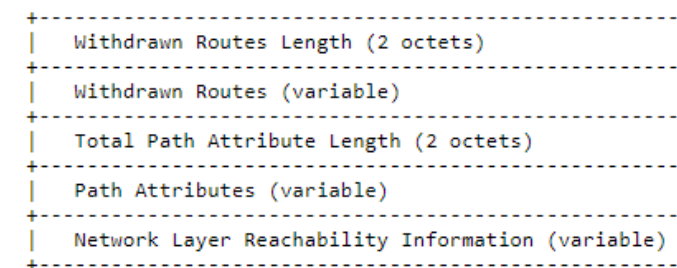 Withdrawn Routes Length (2 octets)
Withdrawn Routes (variable)
Total Path Attribute Length (2 octets)
Path Attributes (variable)
Network Layer Reachability Information (variable)